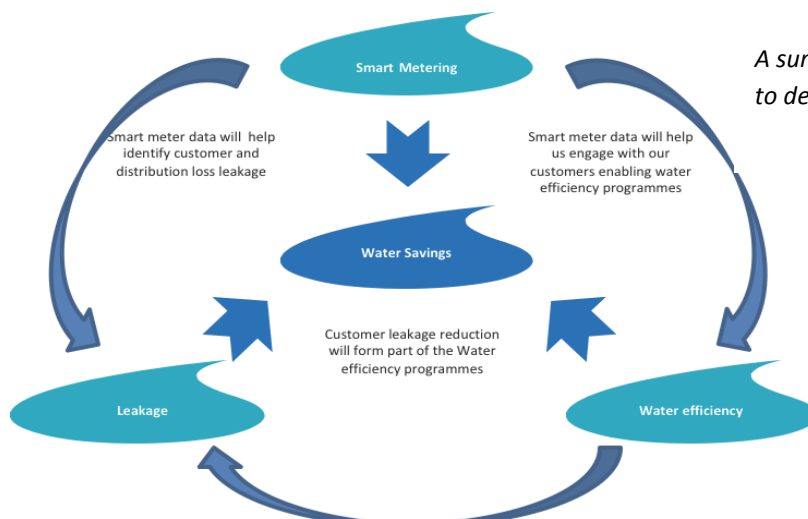 Smart Metering
A
to
Smart meter data will help
identify customer and
distribution loss leakage
Smart meter data will help
us engage with our
customers enabling water
efficiency programmes
Water Savings
Customer leakage reduction
will form part of the Water
efficiency programmes
Leakage
Water efficiency